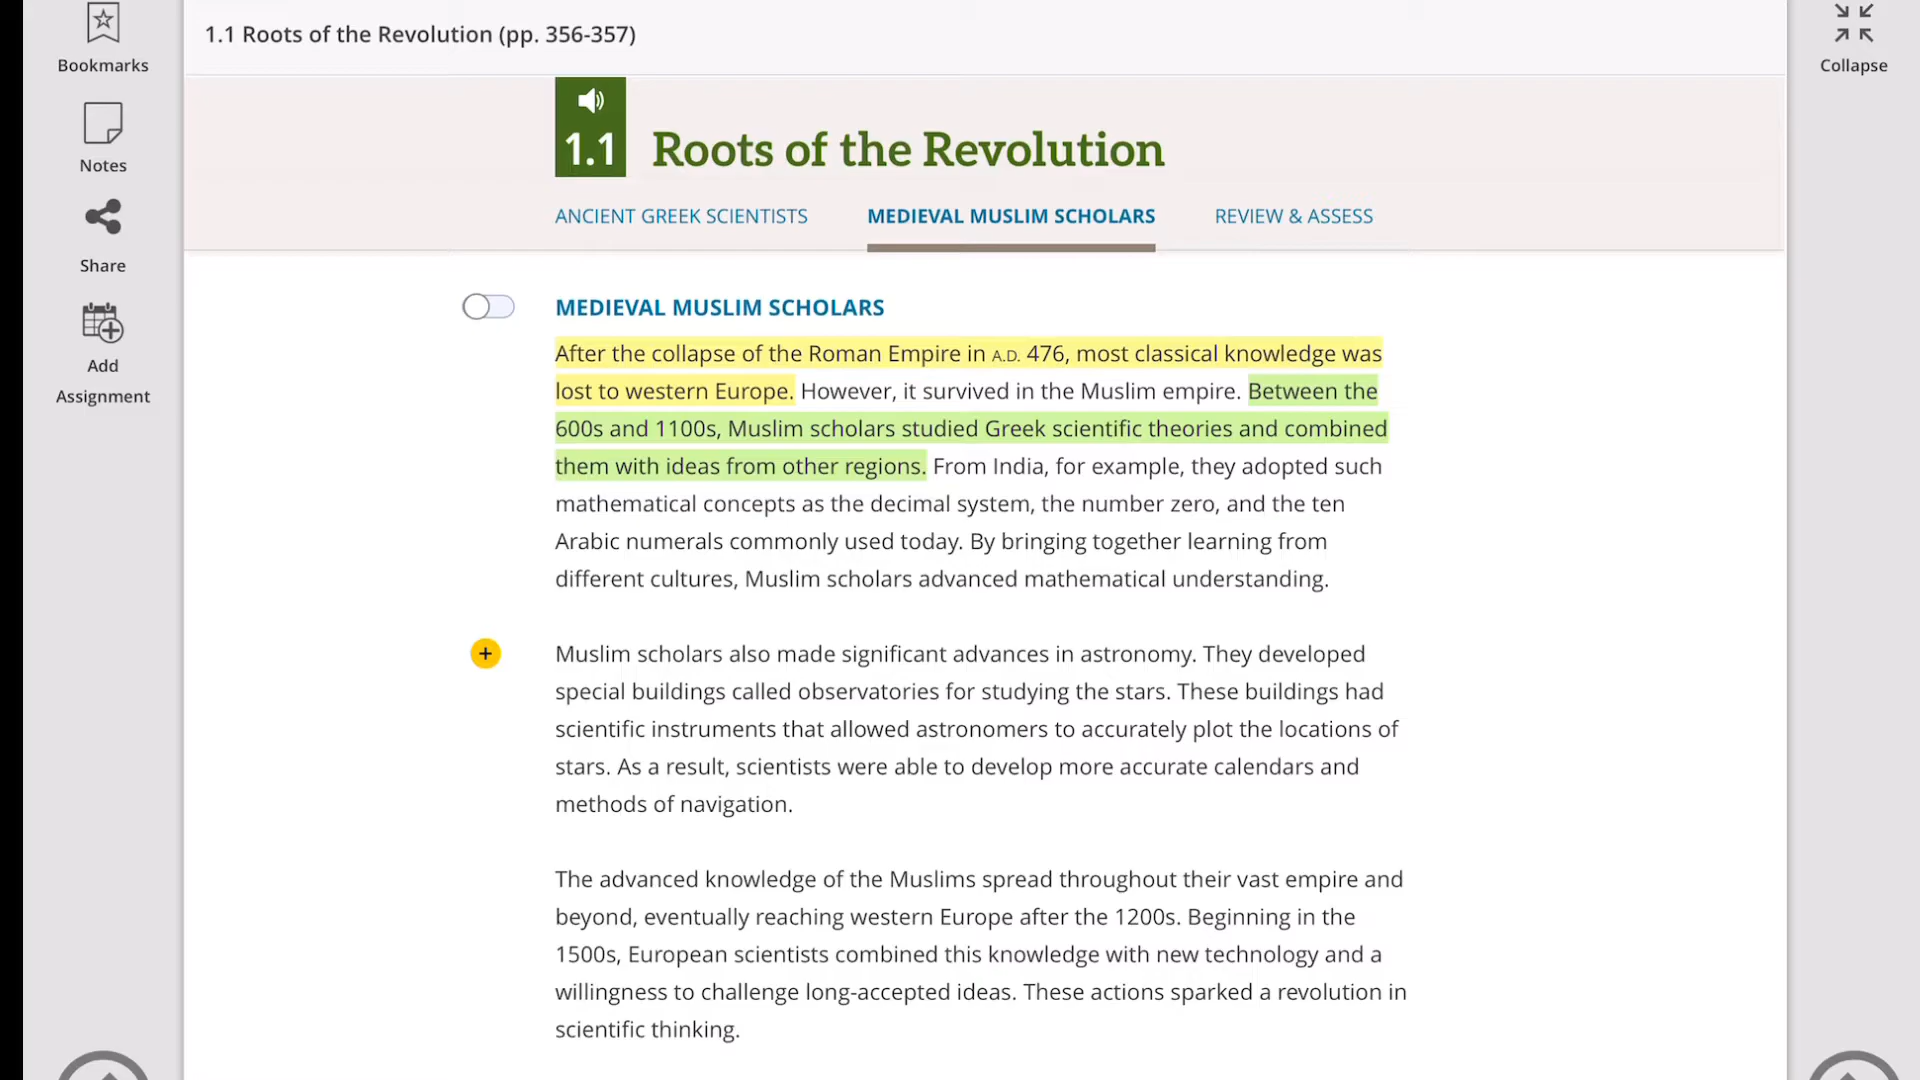 1.1 Roots of the Revolution (pp. 356-357)
Bookmarks
Notes
Share
Add
Assignment
Collapse
1.1 Roots of the Revolution
ANCIENT GREEK SCIENTISTS MEDIEVAL MUSLIM SCHOLARS REVIEW & ASSESS
MEDIEVAL MUSLIM SCHOLARS
After the collapse of the Roman Empire in A.D. 476, most classical knowledge was
lost to western Europe. However, it survived in the Muslim empire. Between the
600s and 1100s, Muslim scholars studied Greek scientific theories and combined
them with ideas from other regions. From India, for example, they adopted such
mathematical concepts as the decimal system, the number zero, and the ten
Arabic numerals commonly used today. By bringing together learning from
different cultures, Muslim scholars advanced mathematical understanding.
+
Muslim scholars also made significant advances in astronomy. They developed
special buildings called observatories for studying the stars. These buildings had
scientific instruments that allowed astronomers to accurately plot the locations of
stars. As a result, scientists were able to develop more accurate calendars and
methods of navigation.
The advanced knowledge of the Muslims spread throughout their vast empire and
beyond, eventually reaching western Europe after the 1200s. Beginning in the
1500s, European scientists combined this knowledge with new technology and a
willingness to challenge long-accepted ideas. These actions sparked a revolution in
scientific thinking.